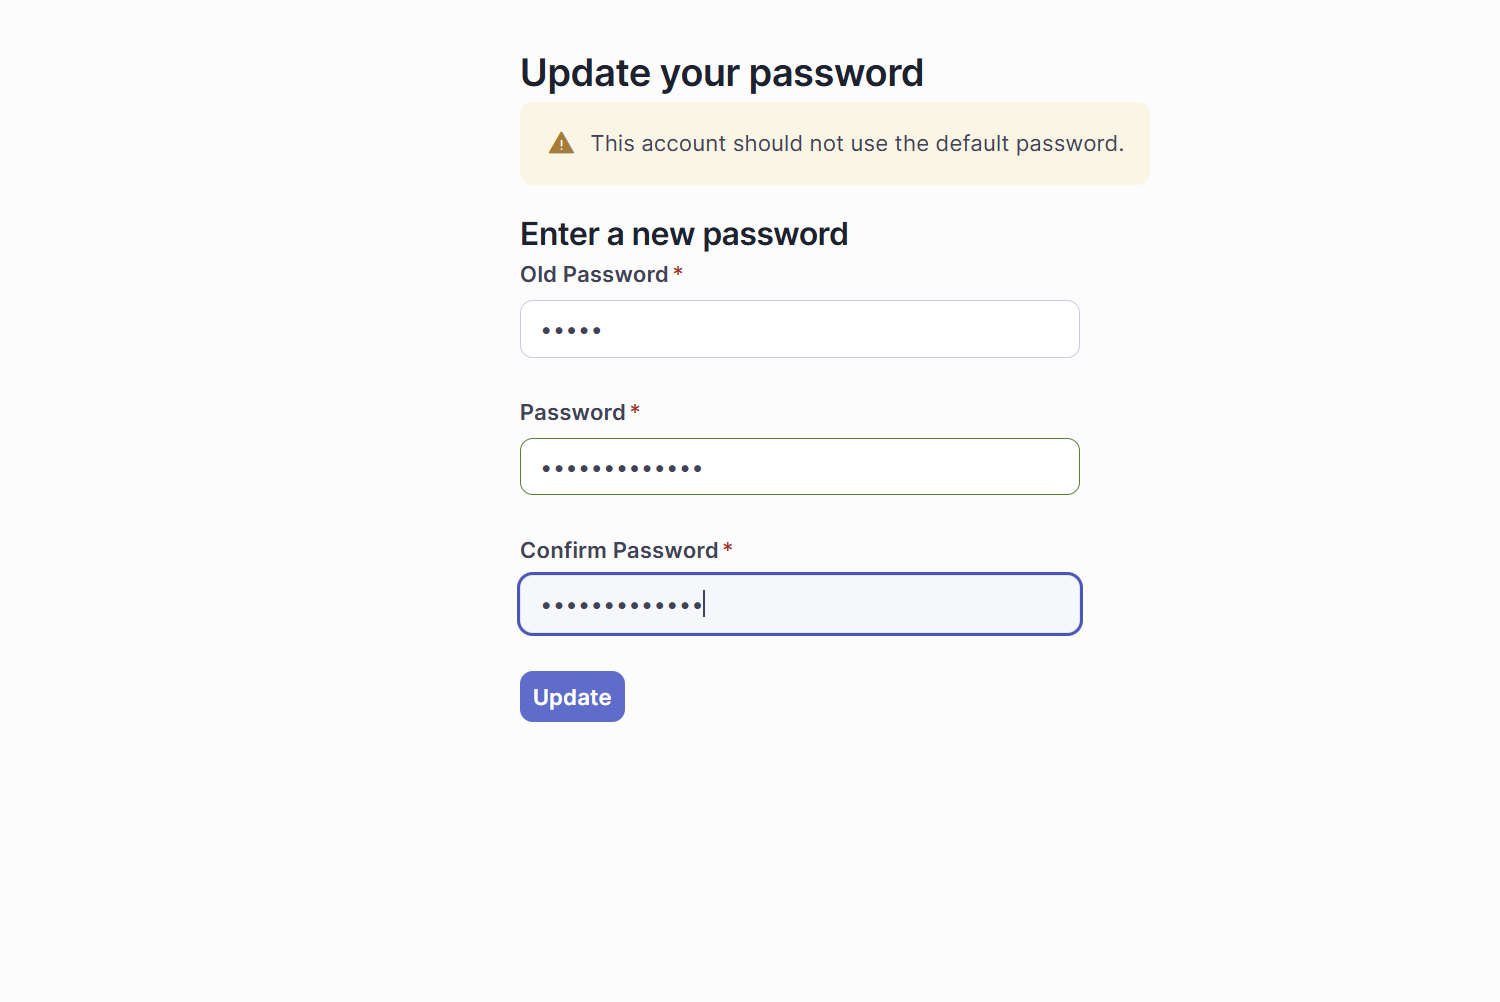 Update your password
This account should not use the default password.
Enter a new password
Old Password *
•••••
Password *
•••••••••••••
Confirm Password *
•••••••••••••
Update